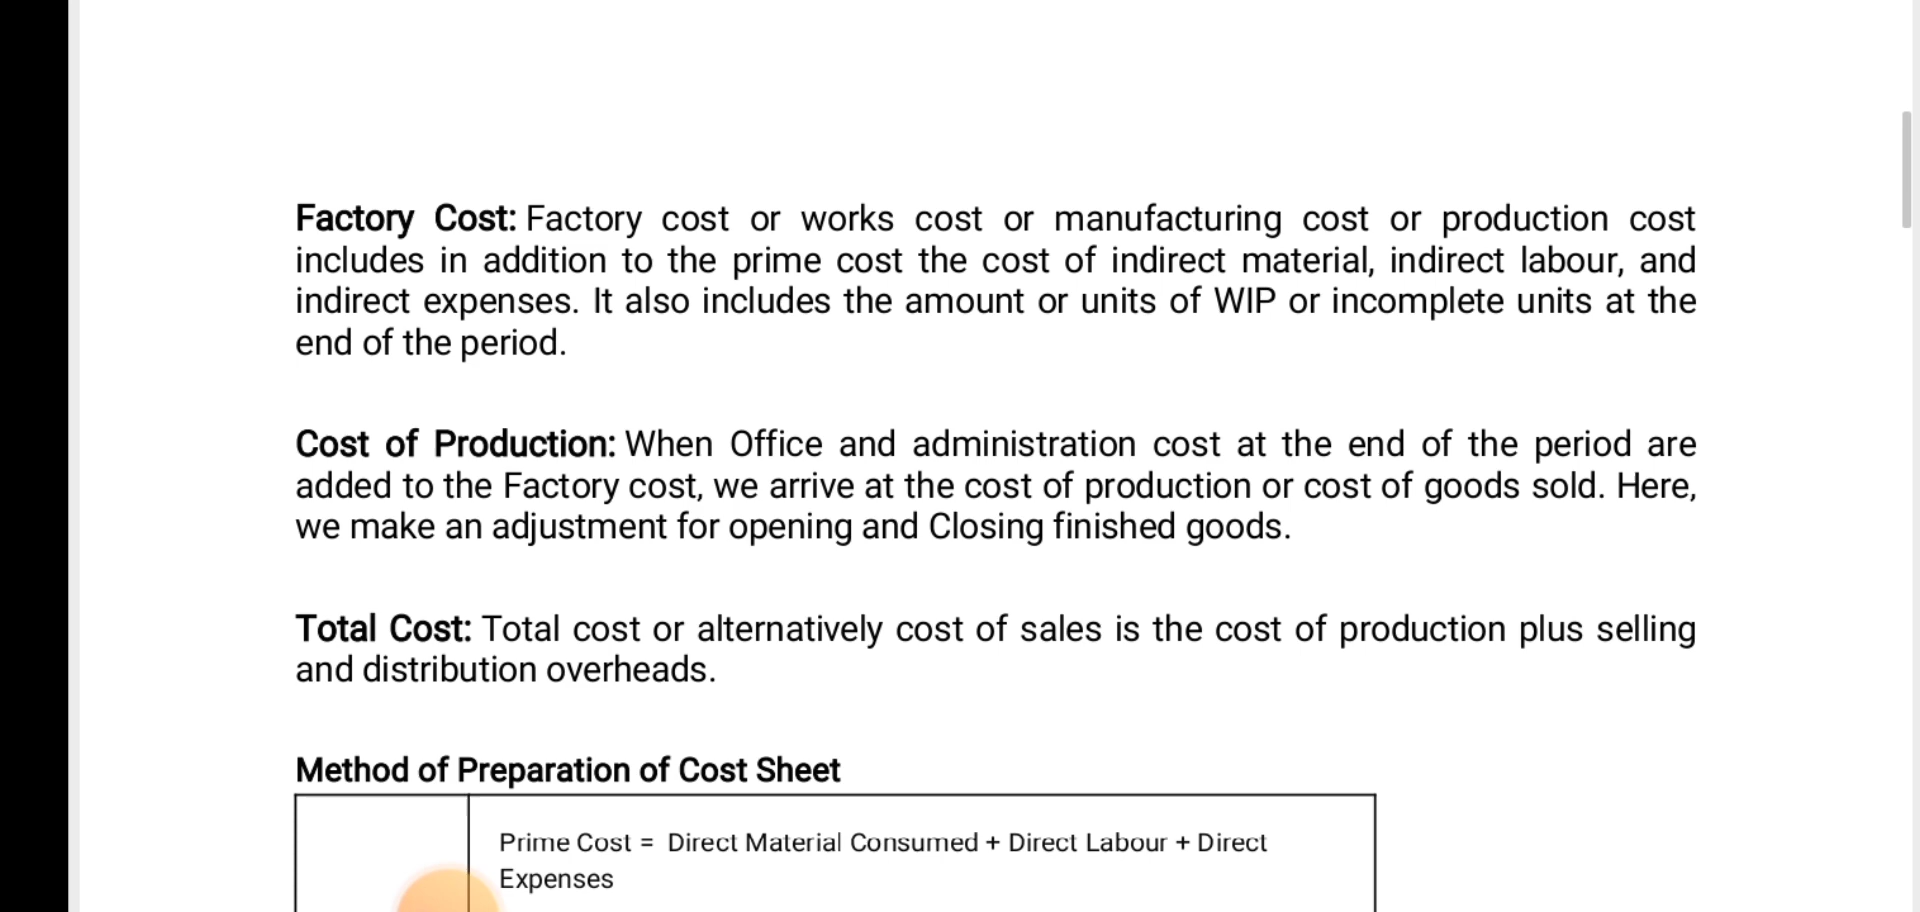 Factory Cost: Factory cost or works cost or manufacturing cost or production cost
includes in addition to the prime cost the cost of indirect material, indirect labour, and
indirect expenses. It also includes the amount or units of WIP or incomplete units at the
end of the period.
Cost of Production: When Office and administration cost at the end of the period are
added to the Factory cost, we arrive at the cost of production or cost of goods sold. Here,
we make an adjustment for opening and Closing finished goods.
Total Cost: Total cost or alternatively cost of sales is the cost of production plus selling
and distribution overheads.
Method of Preparation of Cost Sheet
Prime Cost = Direct Material Consumed + Direct Labour + Direct
Expenses